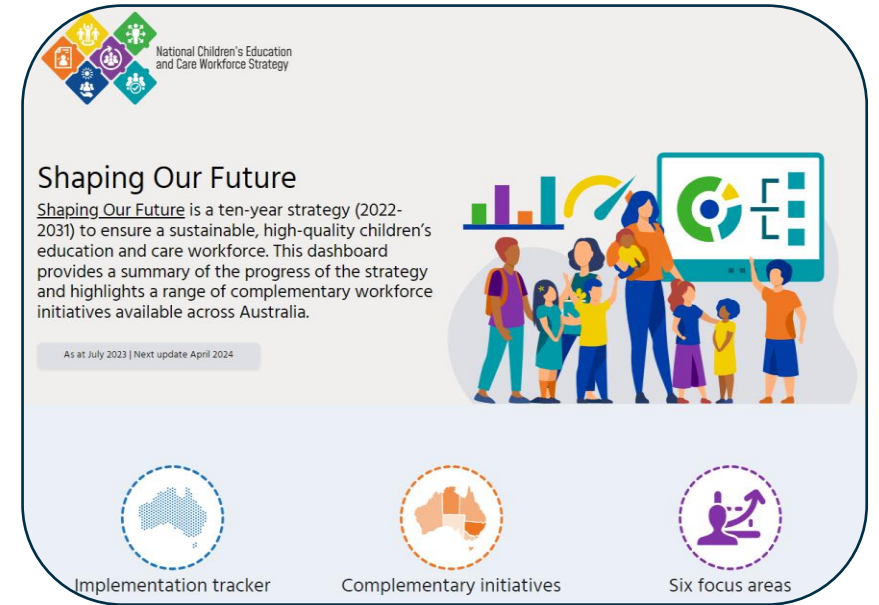 National Children's Education
and Care Workforce Strategy
Shaping Our Future
Shaping Our Future is a ten-year strategy (2022-
2031) to ensure a sustainable, high-quality children’s
education and care workforce. This dashboard
provides a summary of the progress of the strategy
and highlights a range of complementary workforce
initiatives available across Australia.
As at July 2023 | Next update April 2024
Implementation tracker
Complementary initiatives
Six focus areas